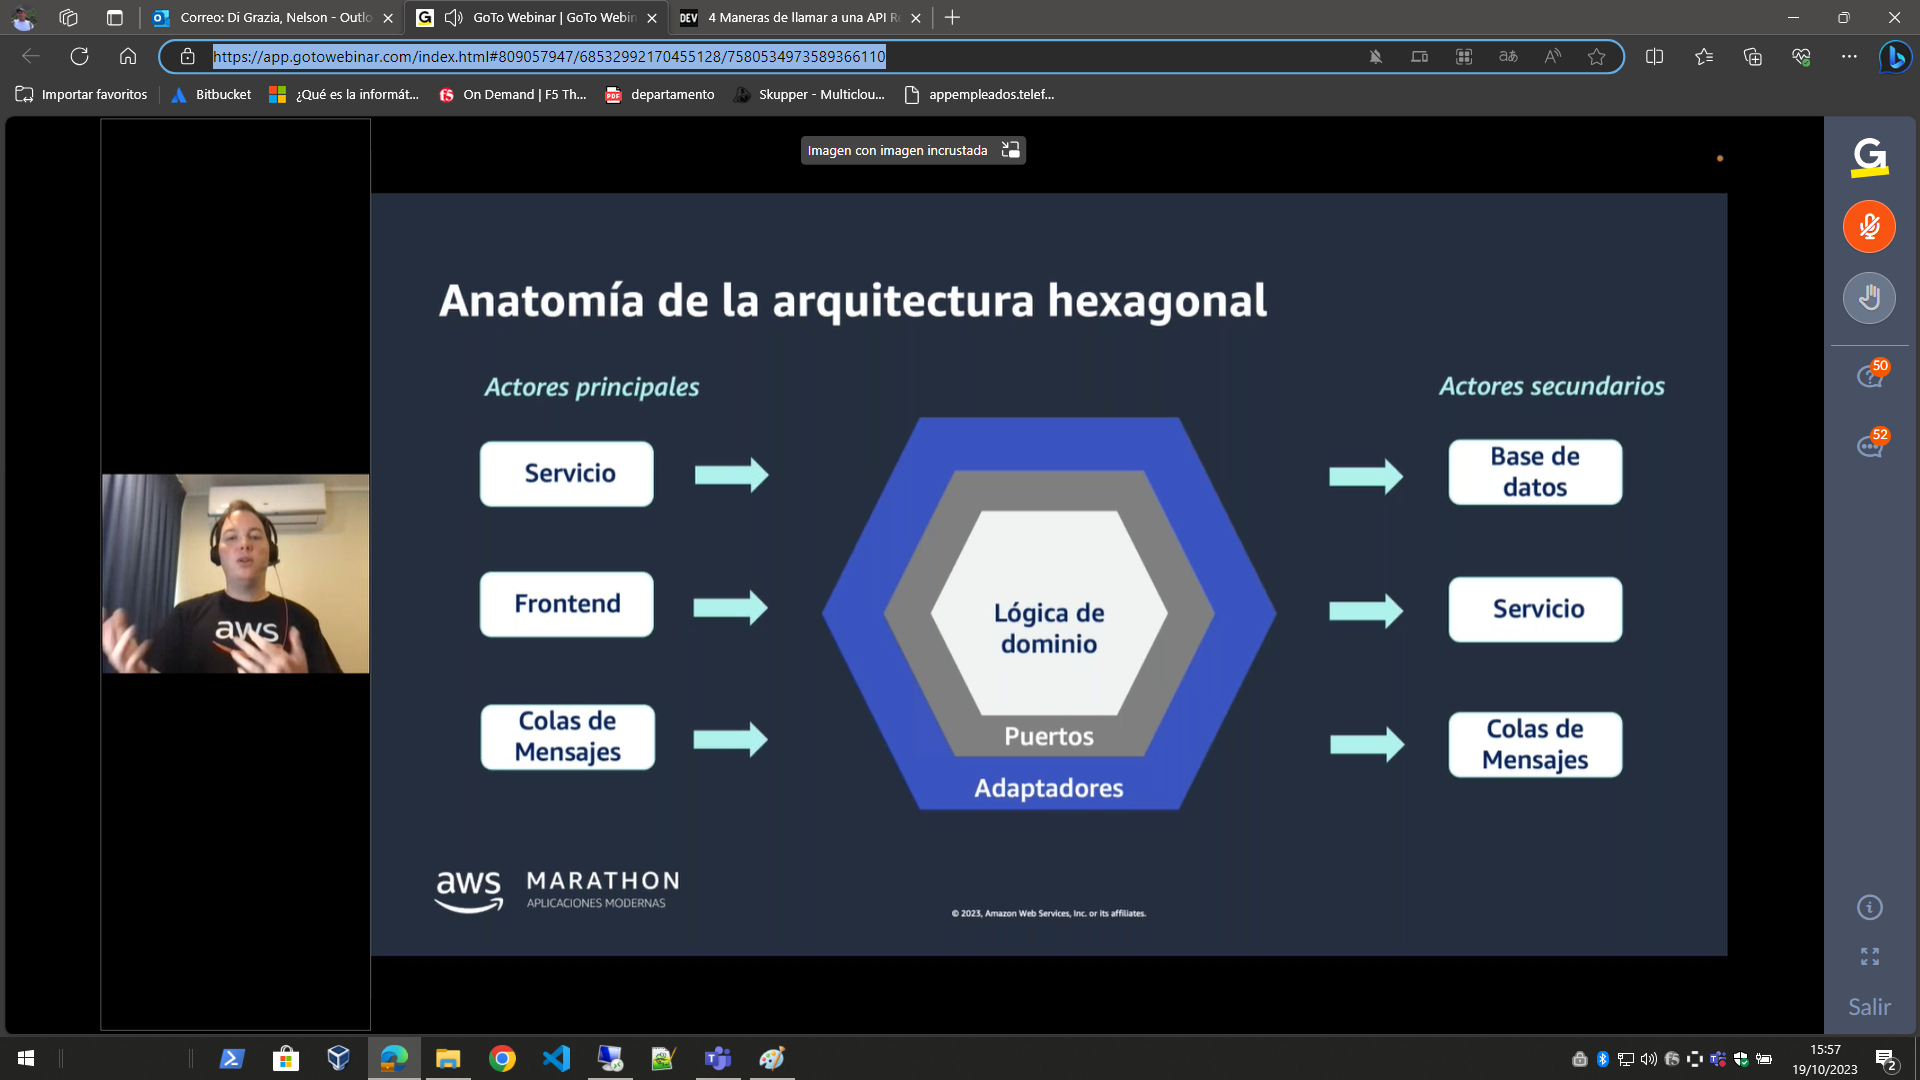 Correo: Di Grazia, Nelson - Outlo
GoTo Webinar | GoTo Webin
DEV
4 Maneras de llamar a una API Re
https://app.gotowebinar.com/index.html#809057947/68532992170455128/7580534973589366110
Importar favoritos
Bitbucket
¿Qué es la informát...
On Demand | F5 Th...
departamento
Skupper - Multiclou...
appempleados.telef...
Imagen con imagen incrustada
Anatomía de la arquitectura hexagonal
Actores principales
Actores secundarios
Servicio
Frontend
Colas de
Mensajes
Lógica de
dominio
Puertos
Adaptadores
Base de
datos
Servicio
Colas de
Mensajes
aws
aws
MARATHON
APLICACIONES MODERNAS
© 2023, Amazon Web Services, Inc. or its affiliates.
50
52
Salir
15:57
19/10/2023
2